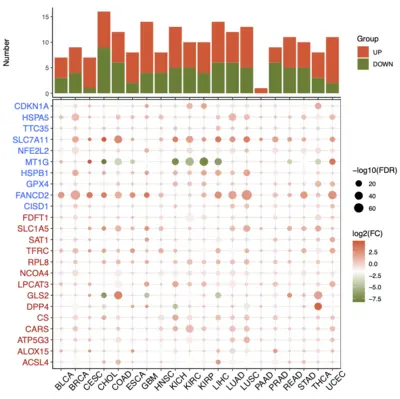 15
10
5
0
Number
Group
UP
DOWN
CDKN1A
HSPA5
TTC35
SLC7A11
NFE2L2
MT1G
HSPB1
GPX4
FANCD2
CISD1
FDFT1
SLC1A5
SAT1
TFRC
RPL8
NCOA4
LPCAT3
GLS2
DPP4
CS
CARS
ATP5G3
ALOX15
ACSL4
-log10(FDR)
20
40
60
log2(FC)
2.5
0.0
-2.5
-5.0
-7.5
BLCA
BRCA
CESC
CHOL
COAD
ESCA
GBM
HNSC
KICH
KIRC
KIRP
LIHC
LUAD
LUSC
PAAD
PRAD
READ
STAD
THCA
UCEC